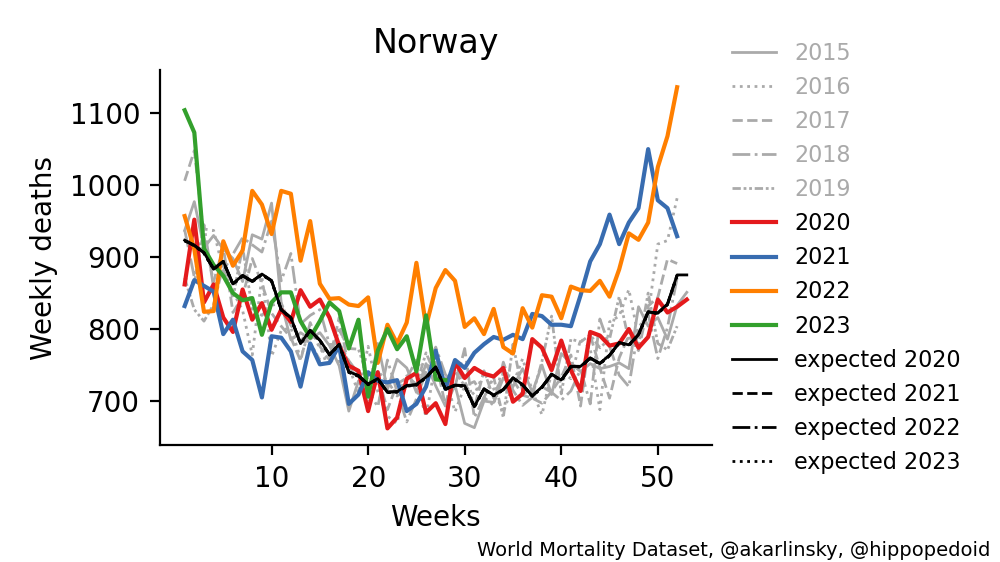 Norway
Weekly deaths
1100
1000
900
800
700
10
20
30
40
50
Weeks
2015
2016
2017
2018
2019
2020
2021
2022
2023
expected 2020
expected 2021
expected 2022
expected 2023
World Mortality Dataset, @akarlinsky, @hippopedoid